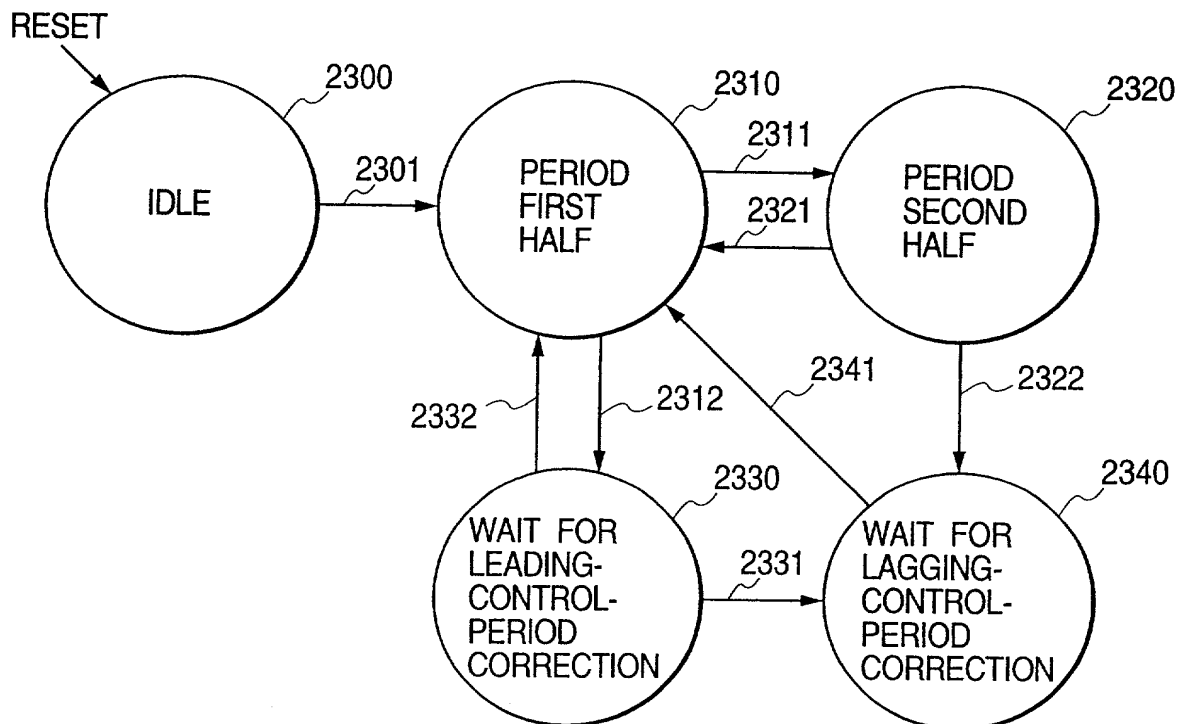 RESET
2300
IDLE
2301
2310
PERIOD
FIRST
HALF
2311
2321
2320
PERIOD
SECOND
HALF
2332
2312
2341
2322
2330
WAIT FOR
LEADING-
CONTROL-
PERIOD
CORRECTION
2331
2340
WAIT FOR
LAGGING-
CONTROL-
PERIOD
CORRECTION